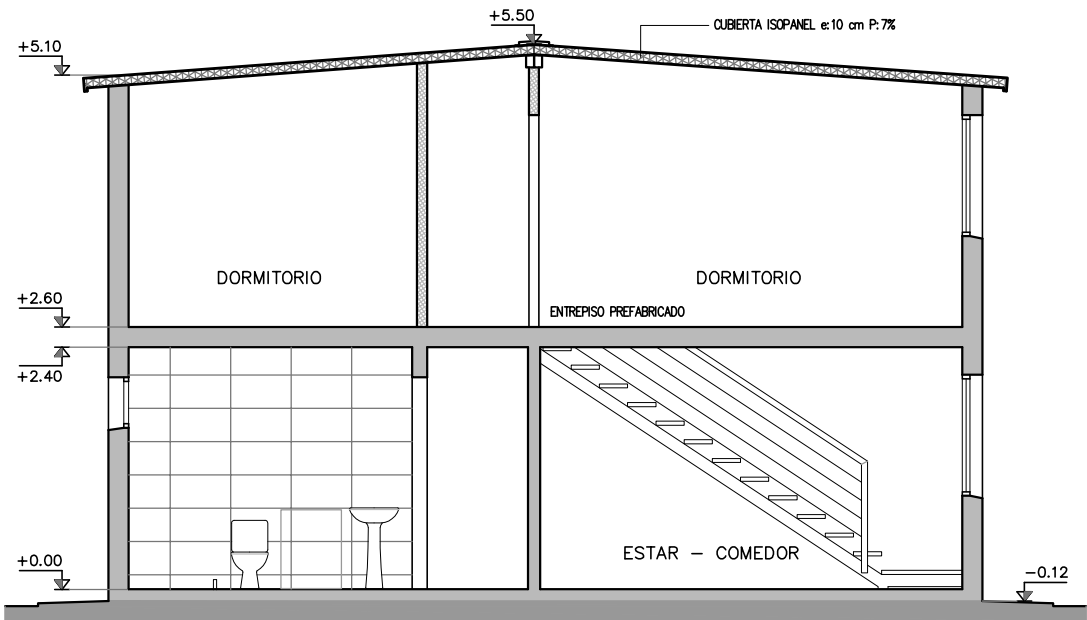 +5.50
CUBIERTA ISOPANEL e:10 cm P:7%
+5.10
DORMITORIO
DORMITORIO
+2.60
ENTREPISO PREFABRICADO
+2.40
ESTAR – COMEDOR
+0.00
−0.12